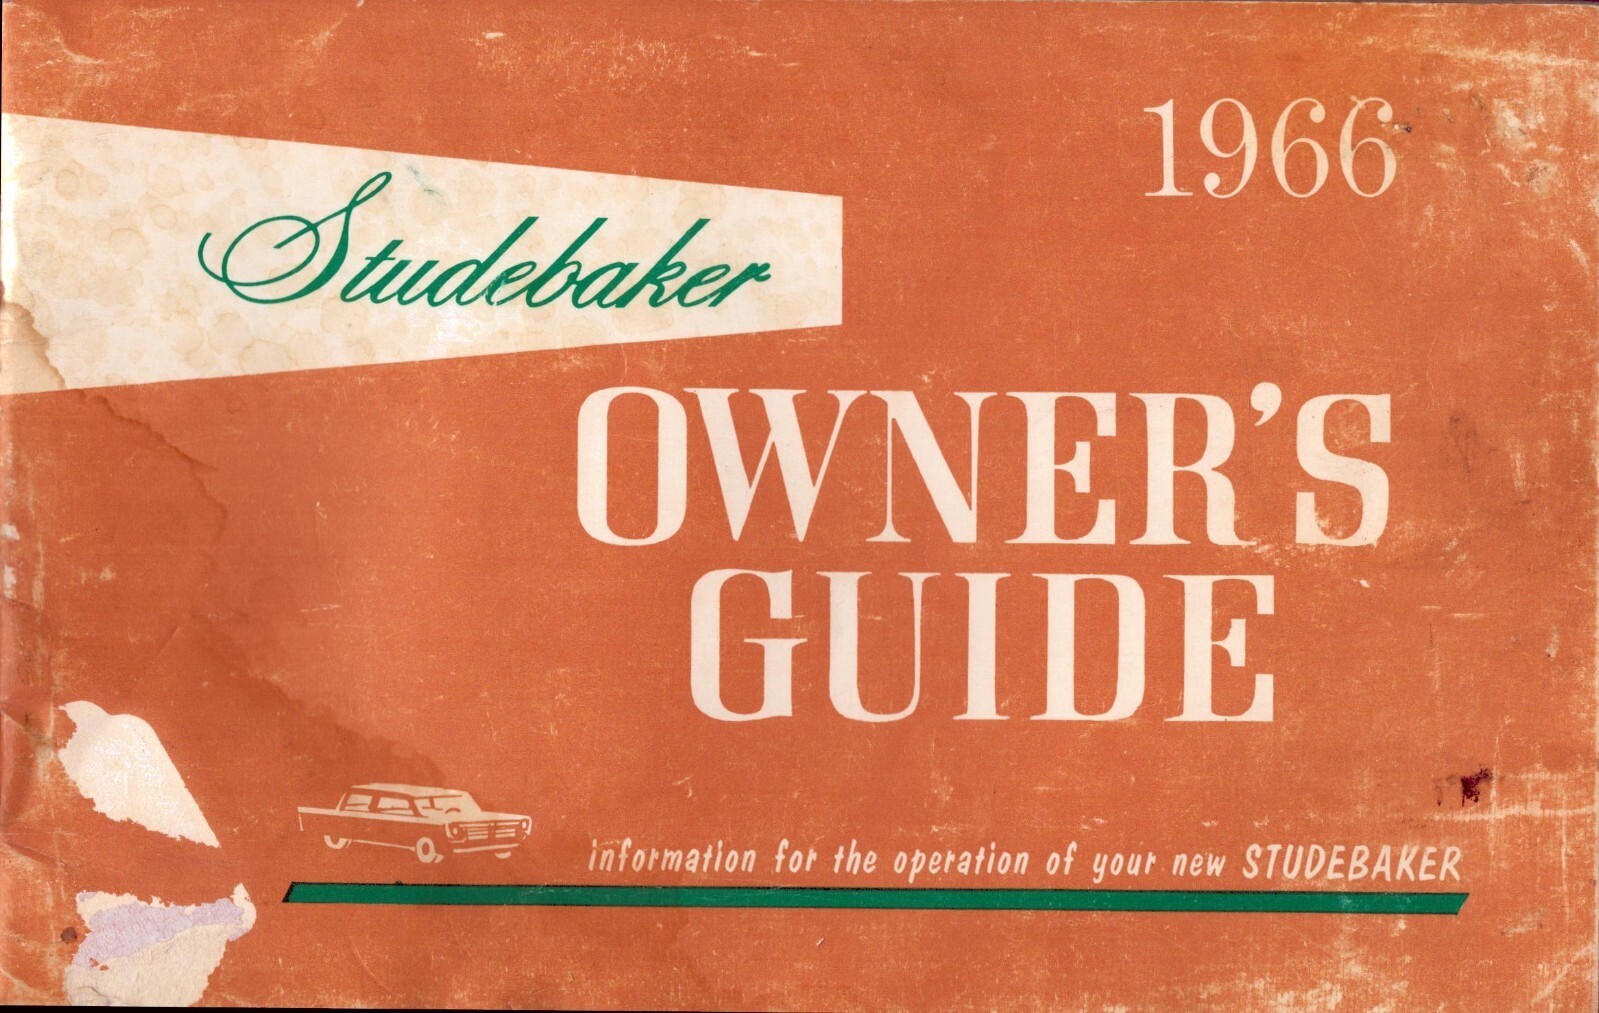 1966
Studebaker
OWNER'S
GUIDE
information for the operation of your new STUDEBAKER